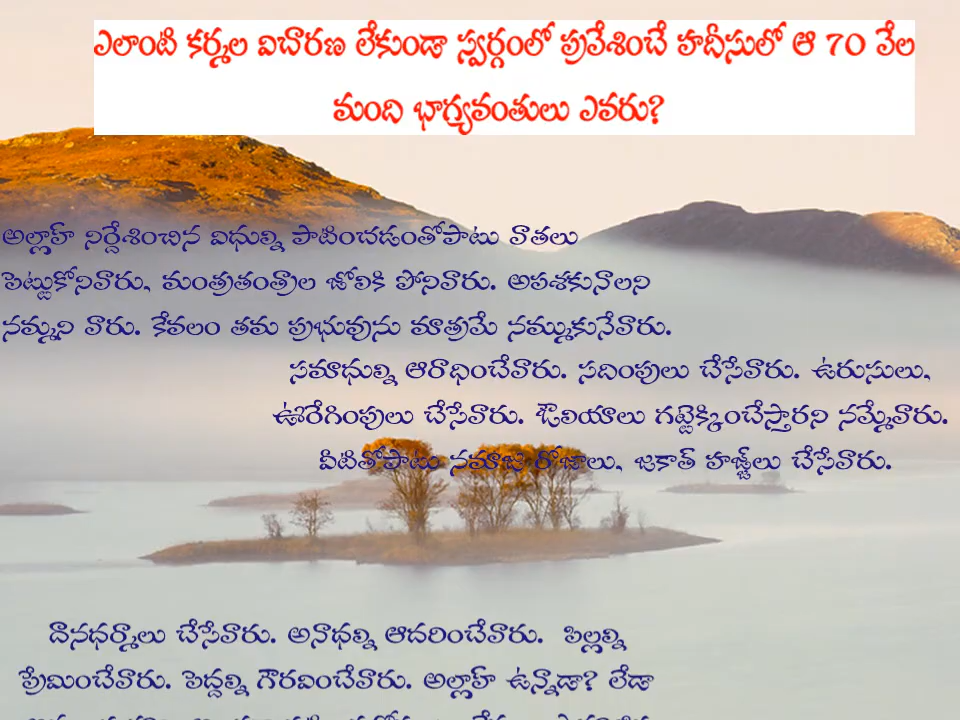 ఎలాంటి కర్మల విచారణ లేకుండా స్వర్గంలో ప్రవేశించే హదీసులో ఆ 70 వేల
మంది భాగ్యవంతులు ఎవరు?
అల్లాహ్ నిర్దేశించిన విధుల్ని పాటించడంతోపాటు వాతలు
పెట్టుకోనివారు, మంత్రతంత్రాల జోలికి పోనివారు. అపశకునాలని
నమ్మని వారు. కేవలం తమ ప్రభువును మాత్రమే నమ్ముకునేవారు.
సమాధుల్ని ఆరాధించేవారు. సదింపులు చేసేవారు. ఉరుసులు,
ఊరేగింపులు చేసేవారు. ఔలియాలు గట్టెక్కించేస్తారని నమ్మేవారు.
వీటితోపాటు నమాజు రోజాలు, జకాత్ హజ్జ్‌లు చేసేవారు.
దానధర్మాలు చేసేవారు. అనాధల్ని ఆదరించేవారు. పిల్లల్ని
ప్రేమించేవారు. పెద్దల్ని గౌరవించేవారు. అల్లాహ్ ఉన్నాడా? లేడా